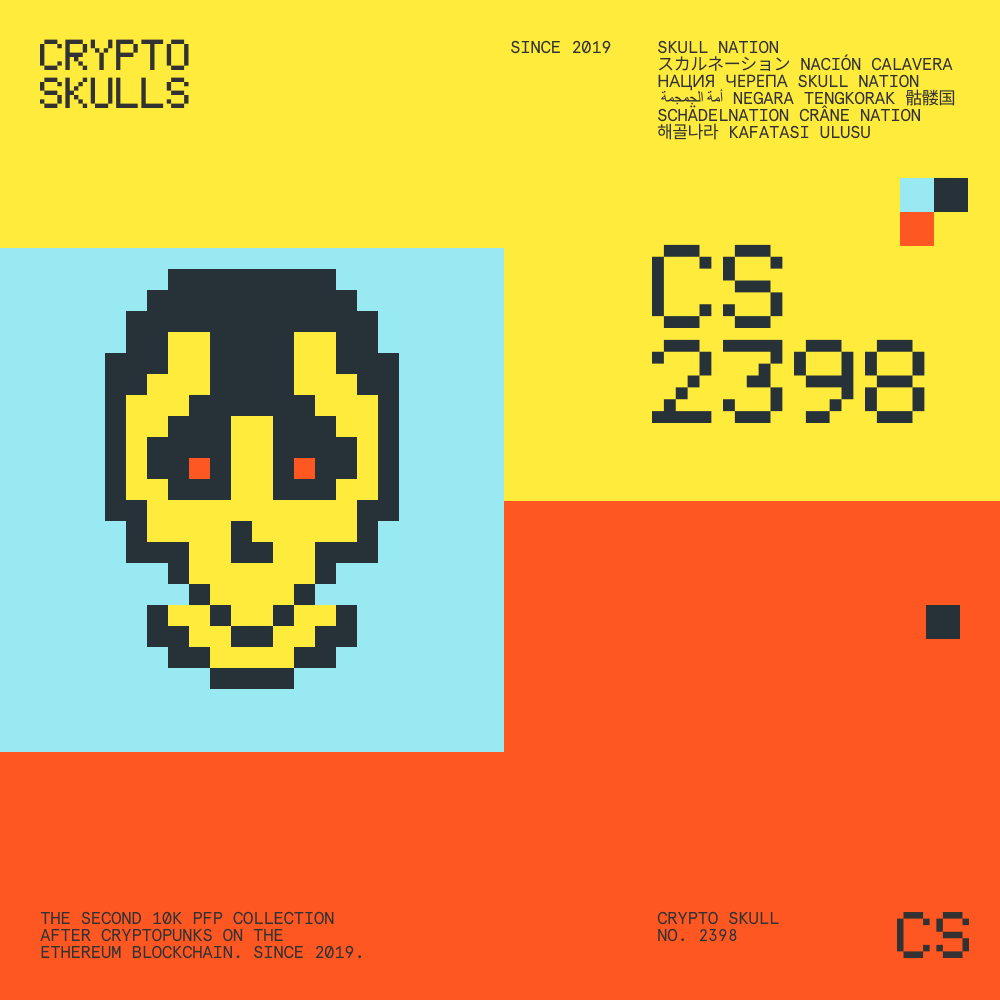 CRYPTO
SKULLS
SINCE 2019
SKULL NATION
スカルネーション NACIÓN CALAVERA
НАЦИЯ ЧЕРЕПА SKULL NATION
أمة الجمجمة NEGARA TENGKORAK 骷髅国
SCHÄDELNATION CRÂNE NATION
해골나라 KAFATASI ULUSU
CS
2398
THE SECOND 10K PFP COLLECTION
AFTER CRYPTOPUNKS ON THE
ETHEREUM BLOCKCHAIN. SINCE 2019.
CRYPTO SKULL
NO. 2398
CS